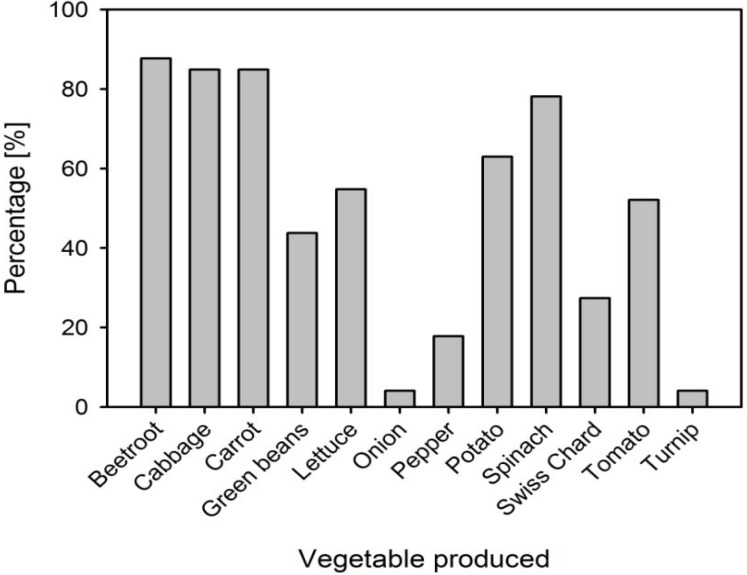 100
80
60
40
20
0
Percentage [%]
Beetroot
Cabbage
Carrot
Green beans
Lettuce
Onion
Pepper
Potato
Spinach
Swiss Chard
Tomato
Turnip
Vegetable produced